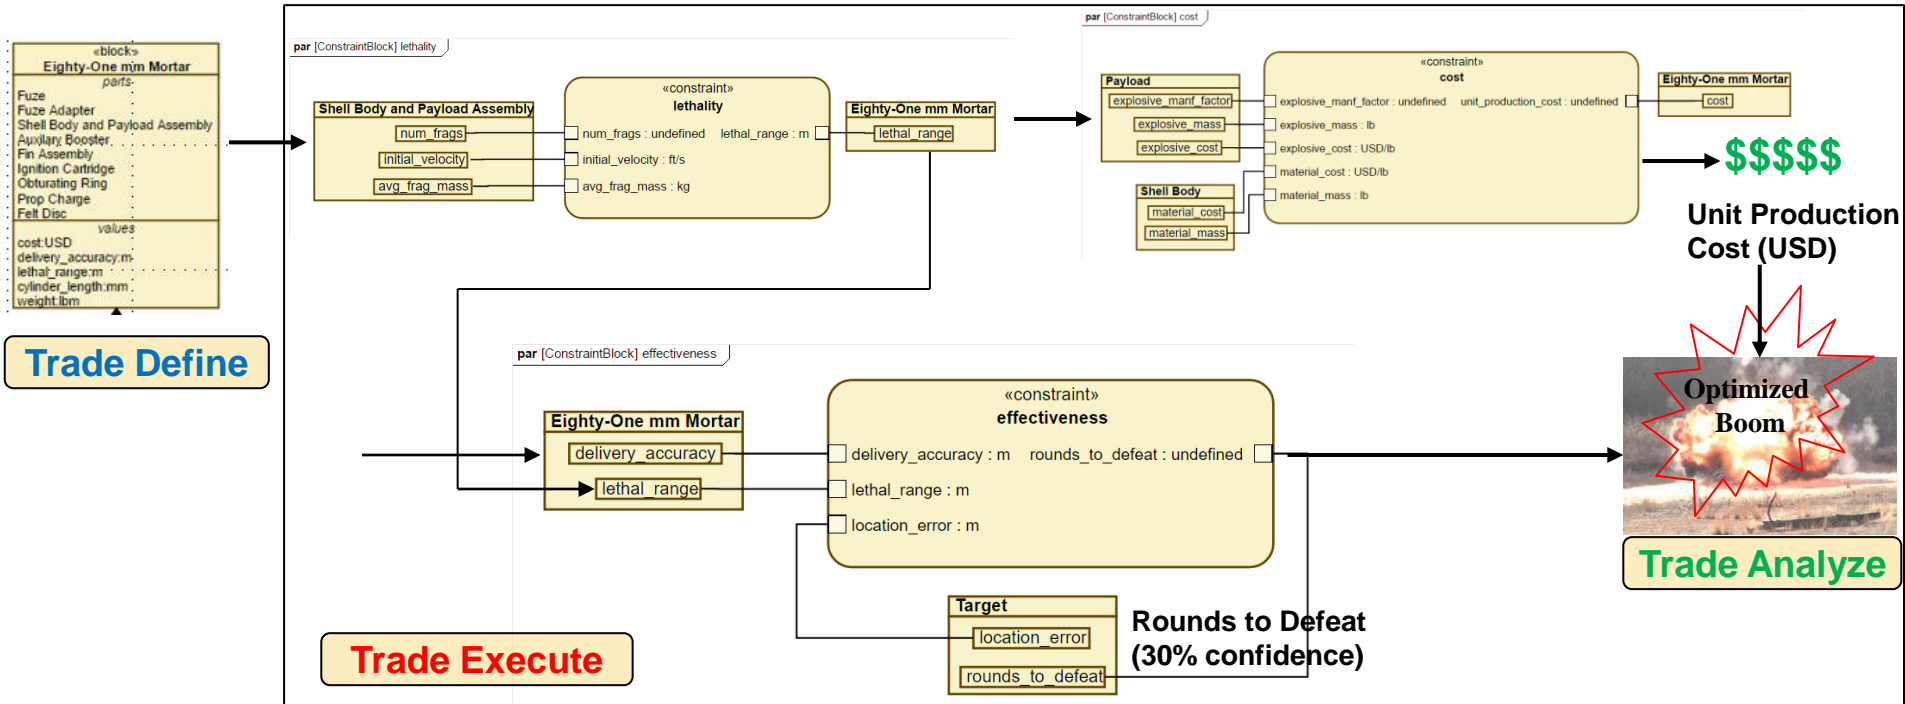 «block»
Eighty-One mm Mortar
parts
Fuze
Fuze Adapter
Shell Body and Payload Assembly
Auxilary Booster
Fin Assembly
Ignition Cartridge
Obturating Ring
Prop Charge
Felt Disc
values
cost:USD
delivery_accuracy:m
lethal_range:m
cylinder_length:mm
weight:lbm
Trade Define
par [ConstraintBlock] lethality
Shell Body and Payload Assembly
num_frags
initial_velocity
avg_frag_mass
«constraint»
lethality
num_frags : undefined lethal_range : m
initial_velocity : ft/s
avg_frag_mass : kg
Eighty-One mm Mortar
lethal_range
par [ConstraintBlock] cost
Payload
explosive_manf_factor
explosive_mass
explosive_cost
Shell Body
material_cost
material_mass
«constraint»
cost
explosive_manf_factor : undefined unit_production_cost : undefined
explosive_mass : lb
explosive_cost : USD/lb
material_cost : USD/lb
material_mass : lb
Eighty-One mm Mortar
cost
$$$$$
Unit Production
Cost (USD)
par [ConstraintBlock] effectiveness
Eighty-One mm Mortar
delivery_accuracy
lethal_range
«constraint»
effectiveness
delivery_accuracy : m rounds_to_defeat : undefined
lethal_range : m
location_error : m
Target
location_error
rounds_to_defeat
Rounds to Defeat
(30% confidence)
Trade Execute
Optimized
Boom
Trade Analyze